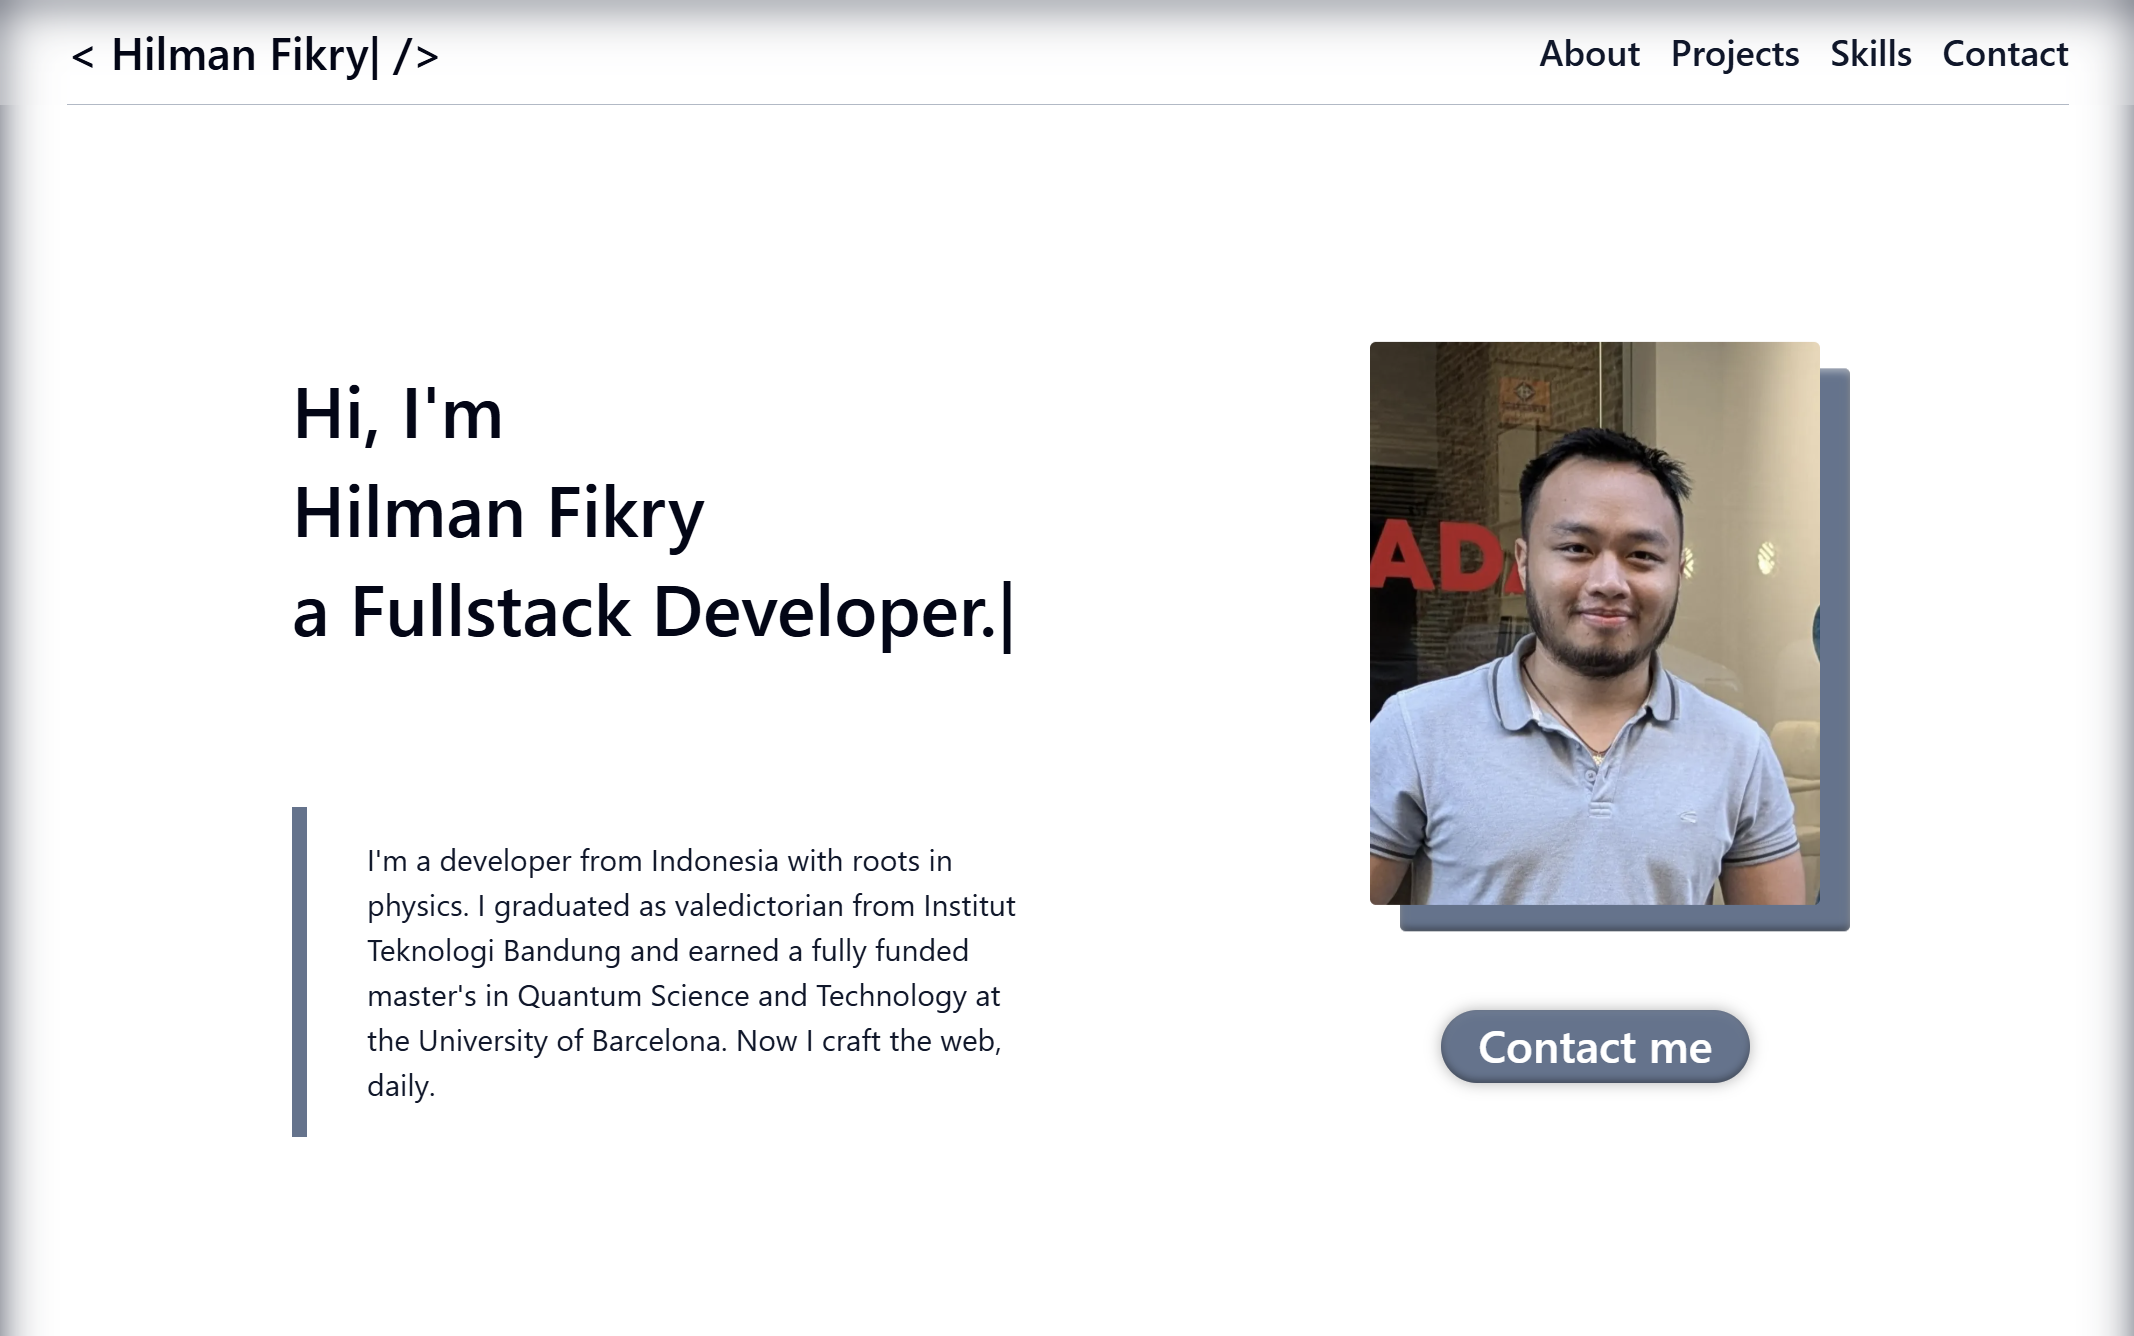 < Hilman Fikry| />
About Projects Skills Contact
Hi, I'm
Hilman Fikry
a Fullstack Developer.|
I'm a developer from Indonesia with roots in
physics. I graduated as valedictorian from Institut
Teknologi Bandung and earned a fully funded
master's in Quantum Science and Technology at
the University of Barcelona. Now I craft the web,
daily.
AD
Contact me